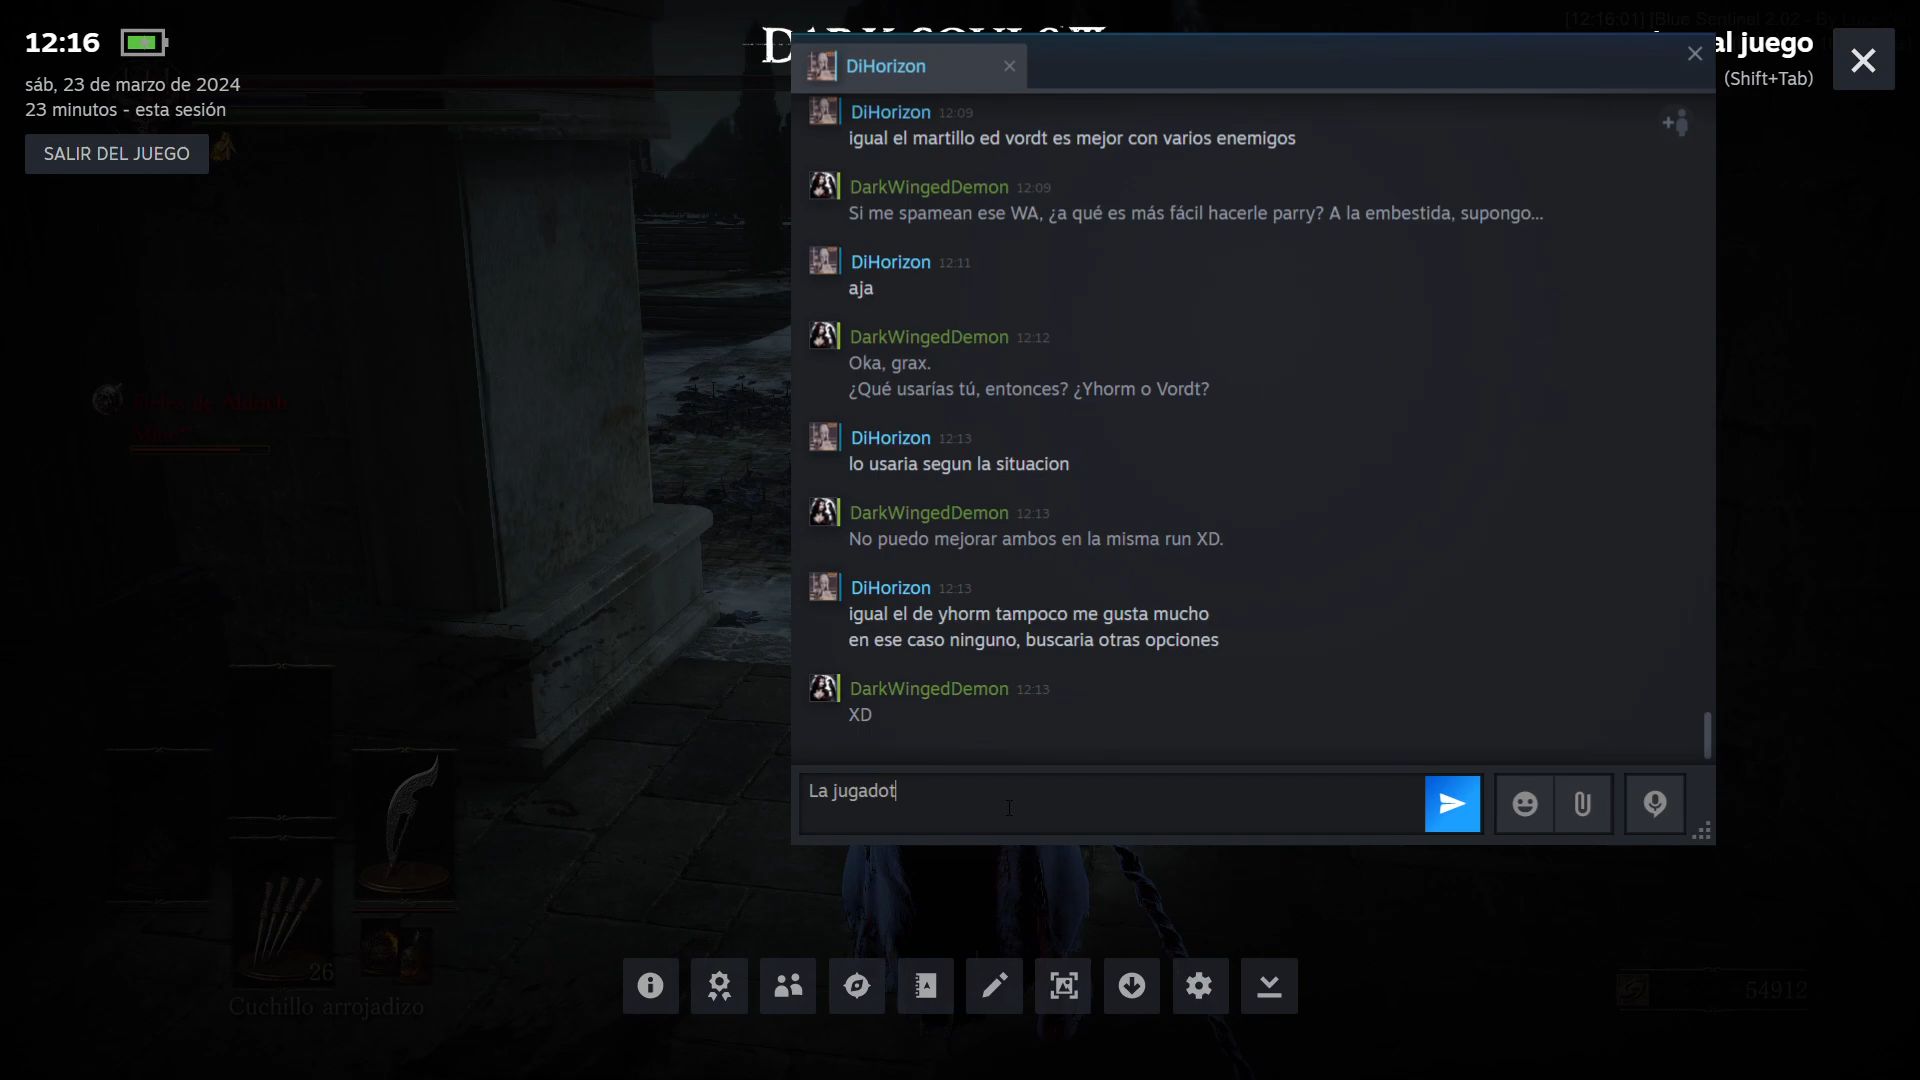 12:16
sáb, 23 de marzo de 2024
23 minutos - esta sesión
SALIR DEL JUEGO
DARK SOULS III
al juego
(Shift+Tab)
DiHorizon
DiHorizon 12:09
igual el martillo ed vordt es mejor con varios enemigos
DarkWingedDemon 12:09
Si me spamean ese WA, ¿a qué es más fácil hacerle parry? A la embestida, supongo...
DiHorizon 12:11
aja
DarkWingedDemon 12:12
Oka, grax.
¿Qué usarías tú, entonces? ¿Yhorm o Vordt?
DiHorizon 12:13
lo usaria segun la situacion
DarkWingedDemon 12:13
No puedo mejorar ambos en la misma run XD.
DiHorizon 12:13
igual el de yhorm tampoco me gusta mucho
en ese caso ninguno, buscaria otras opciones
DarkWingedDemon 12:13
XD
La jugadot
26
Cuchillo arrojadizo
54912